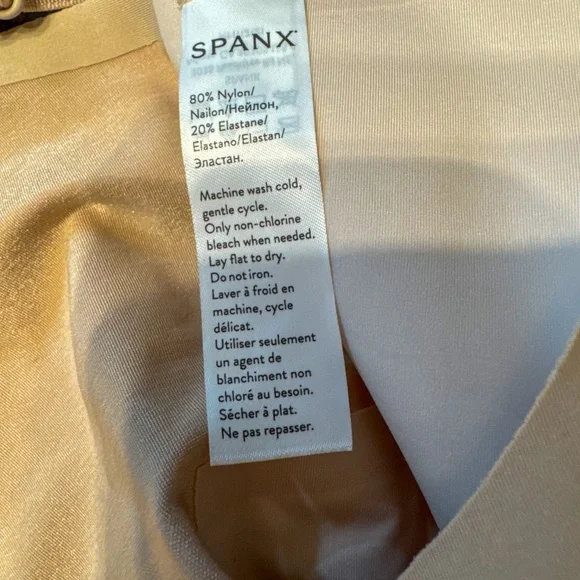 SPANX
80% Nylon/
Nailon/Нейлон,
20% Elastane/
Elastano/Elastan/
Эластан.
Machine wash cold,
gentle cycle.
Only non-chlorine
bleach when needed.
Lay flat to dry.
Do not iron.
Laver à froid en
machine, cycle
délicat.
Utiliser seulement
un agent de
blanchiment non
chloré au besoin.
Sécher à plat.
Ne pas repasser.